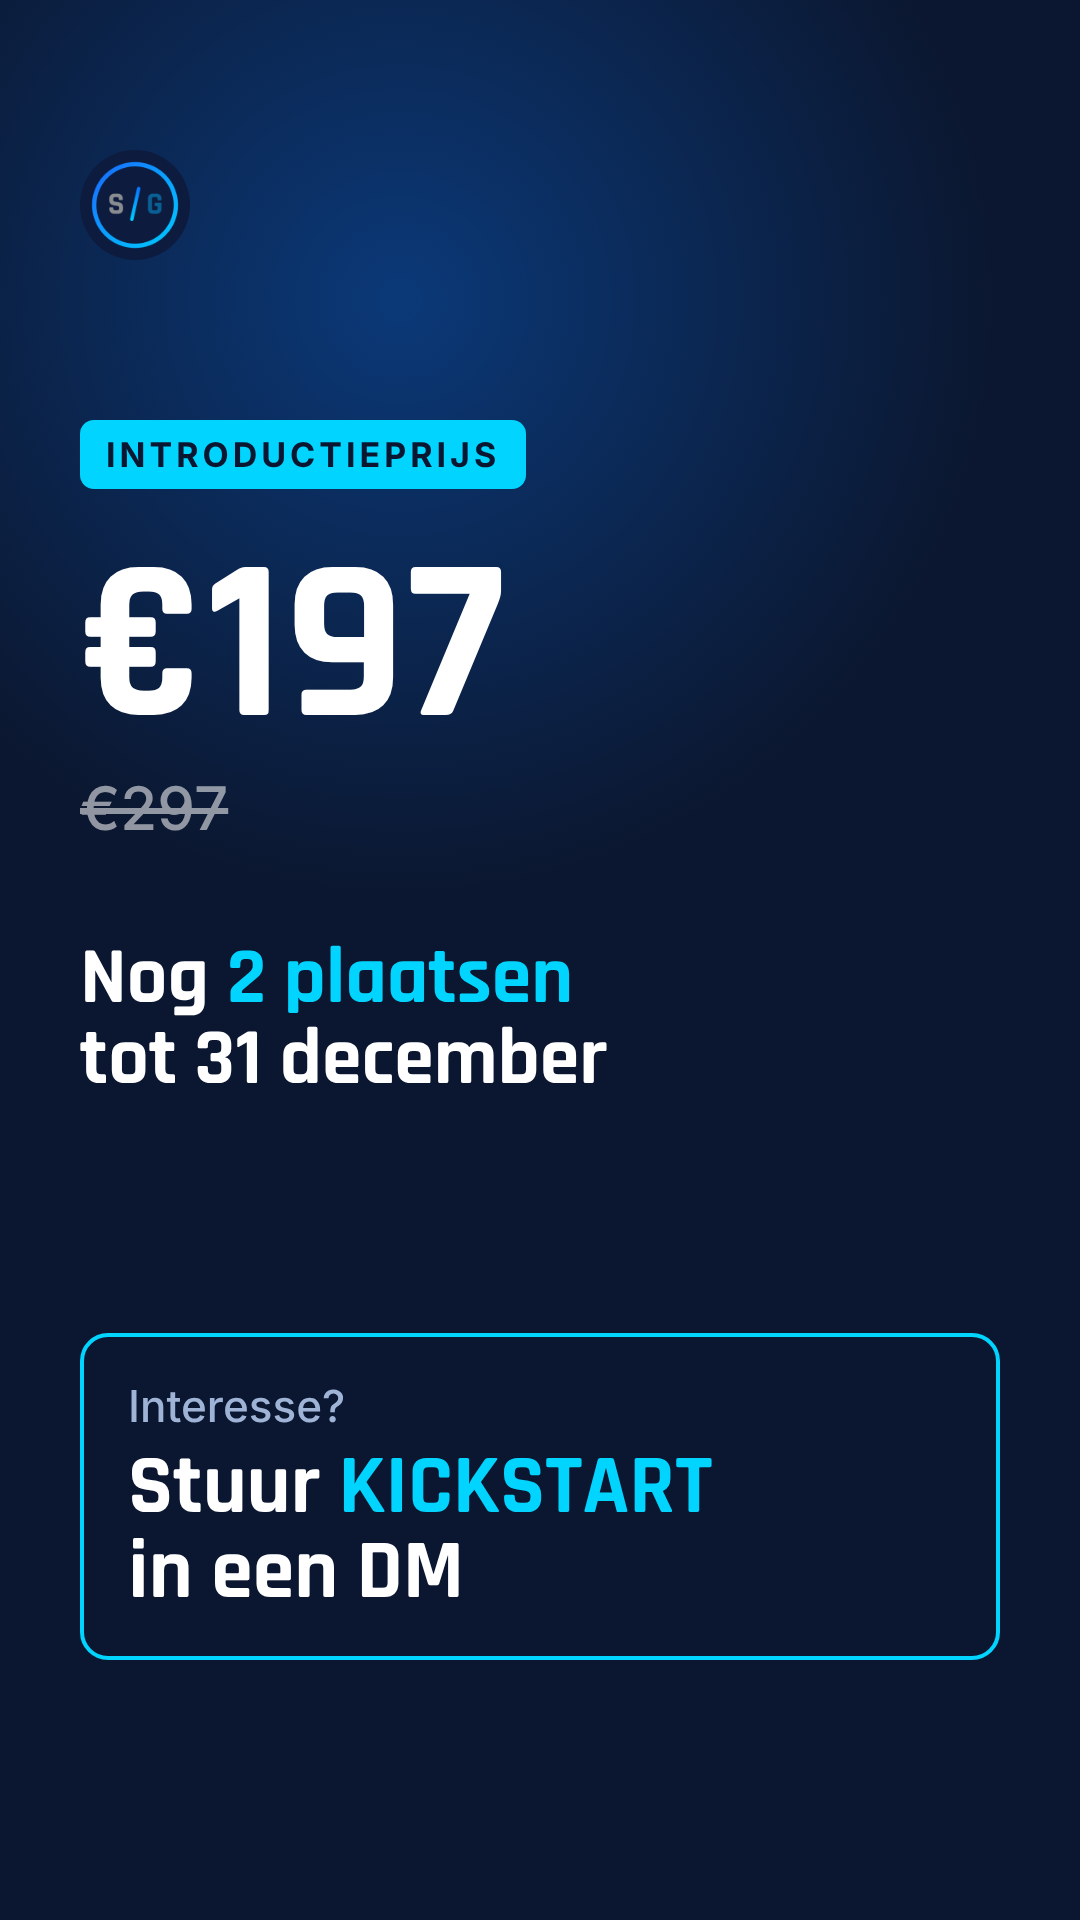 S/G
INTRODUCTIEPRIJS
€197
€297
Nog 2 plaatsen
tot 31 december
Interesse?
Stuur KICKSTART
in een DM